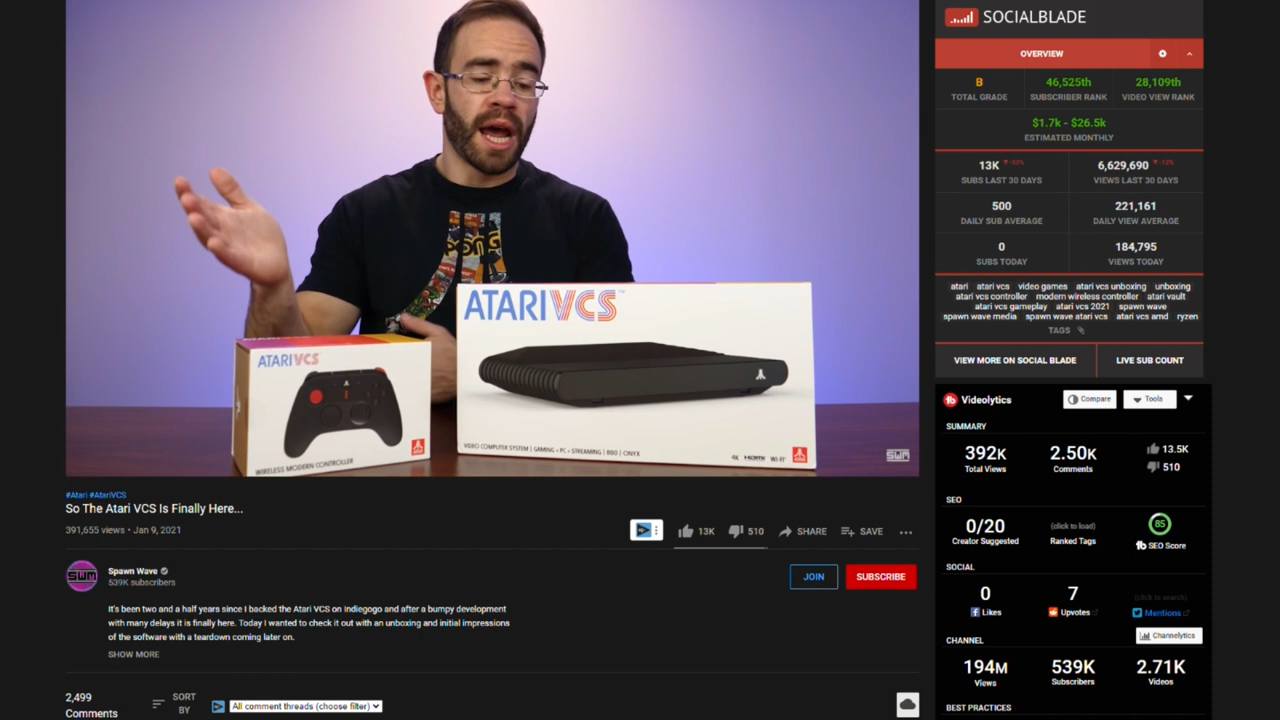 SOCIALBLADE
OVERVIEW
B
TOTAL GRADE
46,525th
SUBSCRIBER RANK
28,109th
VIDEO VIEW RANK
$1.7k - $26.5k
ESTIMATED MONTHLY
13K
SUBS LAST 30 DAYS
6,629,690
VIEWS LAST 30 DAYS
500
DAILY SUB AVERAGE
221,161
DAILY VIEW AVERAGE
0
SUBS TODAY
184,795
VIEWS TODAY
atari atari vcs video games atari vcs unboxing unboxing
atari vcs controller modern wireless controller atari vault
atari vcs gameplay atari vcs 2021 spawn wave
spawn wave media spawn wave atari vcs atari vcs amd ryzen
TAGS
VIEW MORE ON SOCIAL BLADE
LIVE SUB COUNT
ATARI VCS
WIRELESS MODERN CONTROLLER
ATARI VCS™
VIDEO COMPUTER SYSTEM | GAMING • PC • STREAMING | 800 | ONYX
4K HDMI WI-FI
SWM
#Atari #AtariVCS
So The Atari VCS Is Finally Here...
391,655 views • Jan 9, 2021
13K
510
SHARE
SAVE
SWM
Spawn Wave
539K subscribers
JOIN
SUBSCRIBE
It's been two and a half years since I backed the Atari VCS on Indiegogo and after a bumpy development
with many delays it is finally here. Today I wanted to check it out with an unboxing and initial impressions
of the software with a teardown coming later on.
SHOW MORE
2,499
Comments
SORT
BY
All comment threads (choose filter)
tb Videolytics
Compare
Tools
SUMMARY
392K
Total Views
2.50K
Comments
13.5K
510
SEO
0/20
Creator Suggested
(click to load)
Ranked Tags
85
tb SEO Score
SOCIAL
0
Likes
7
Upvotes
(click to search)
Mentions
CHANNEL
Channelytics
194M
Views
539K
Subscribers
2.71K
Videos
BEST PRACTICES